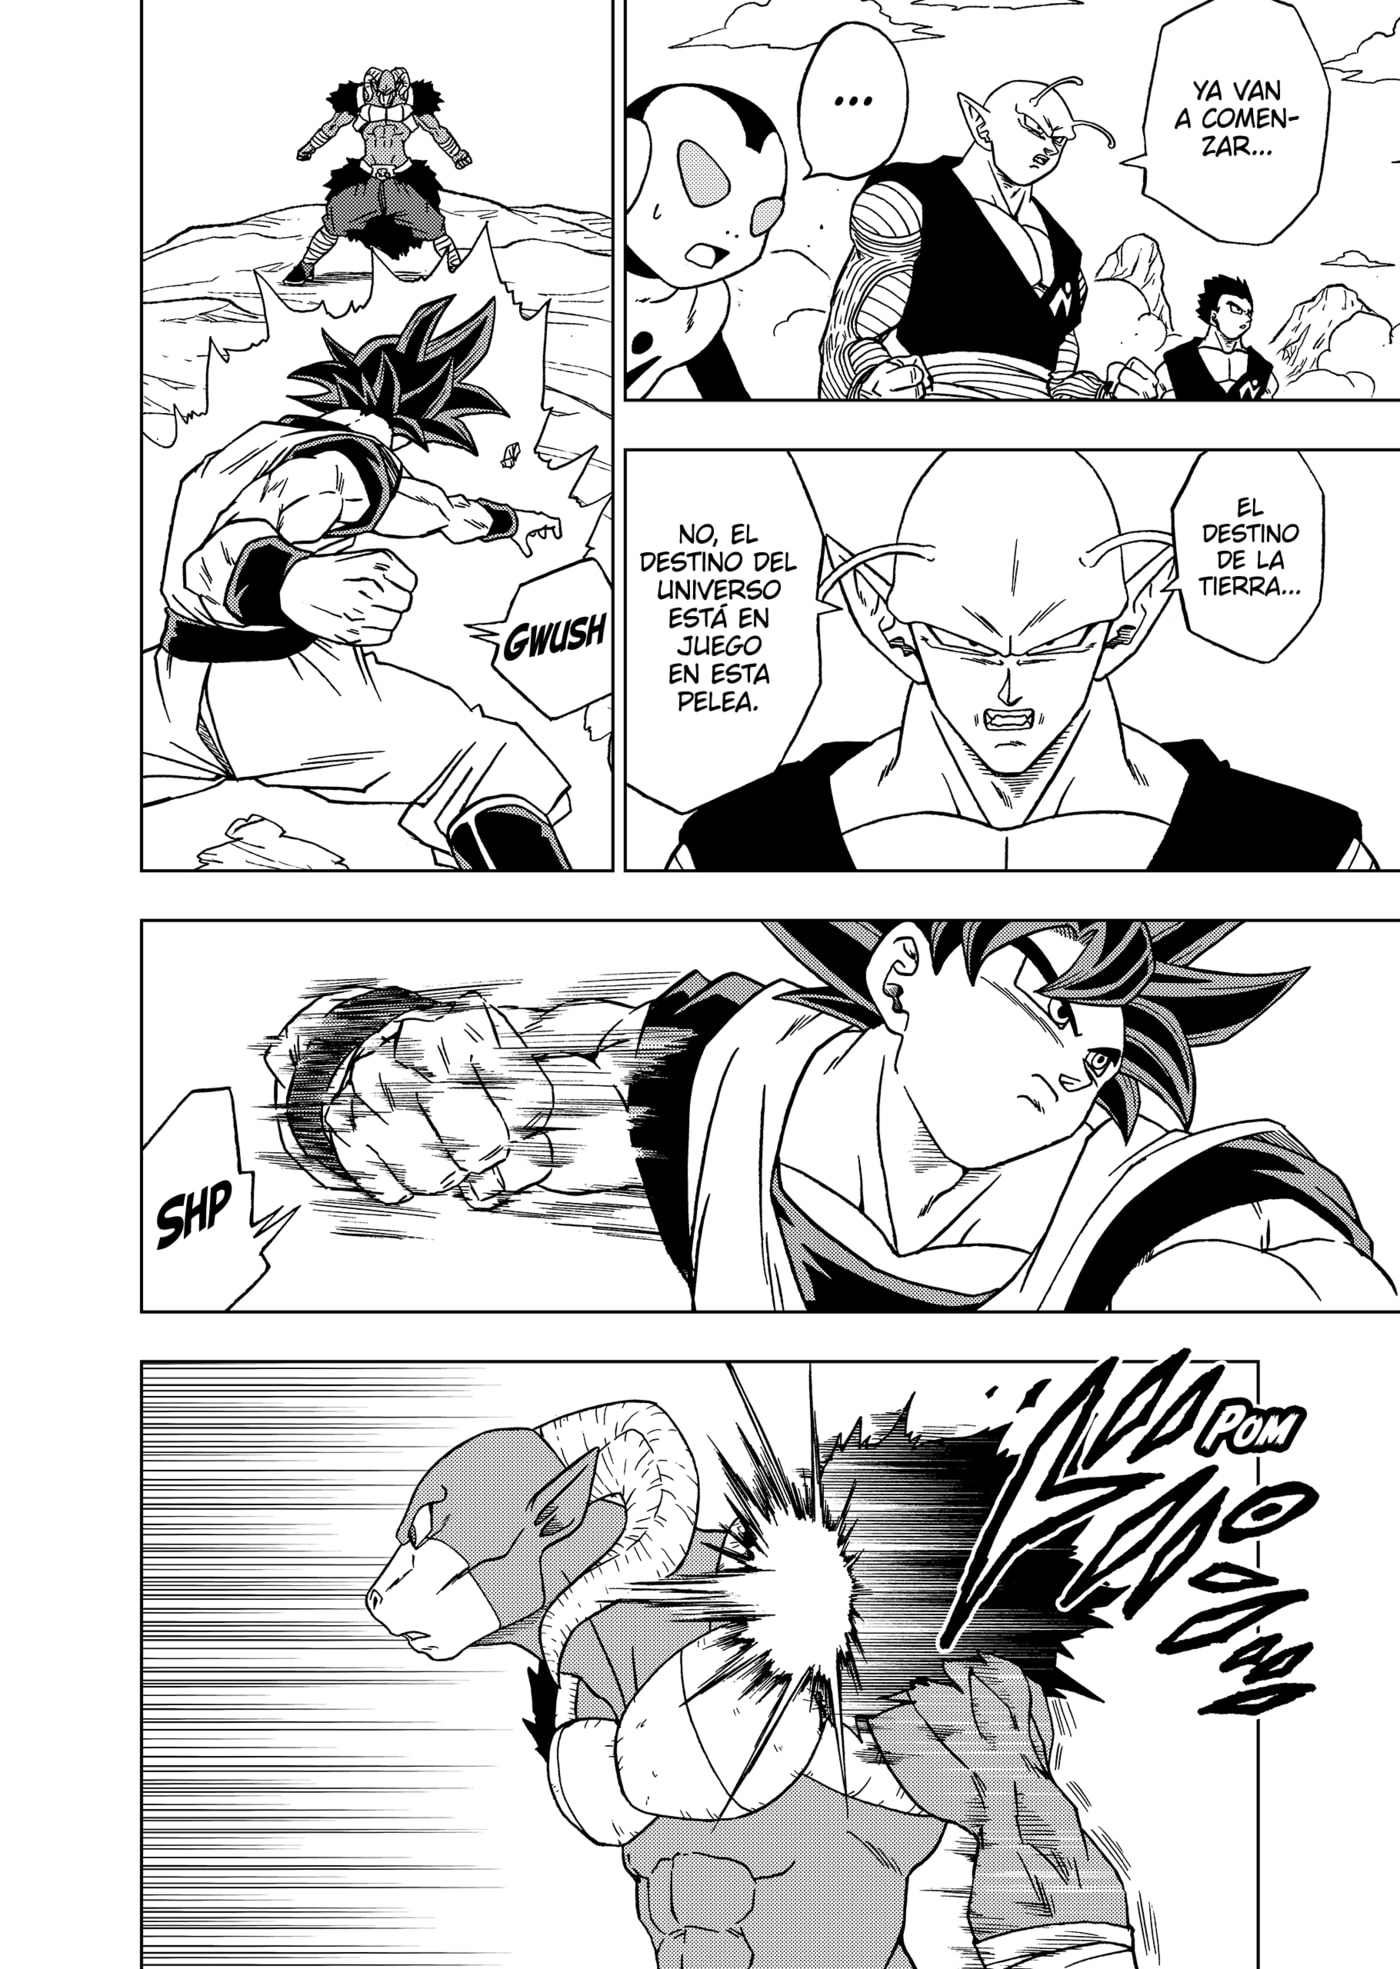 YA VAN
A COMEN-
ZAR...
...
EL
DESTINO
DE LA
TIERRA...
NO, EL
DESTINO DEL
UNIVERSO
ESTÁ EN
JUEGO
EN ESTA
PELEA.
GWUSH
SHP
POM